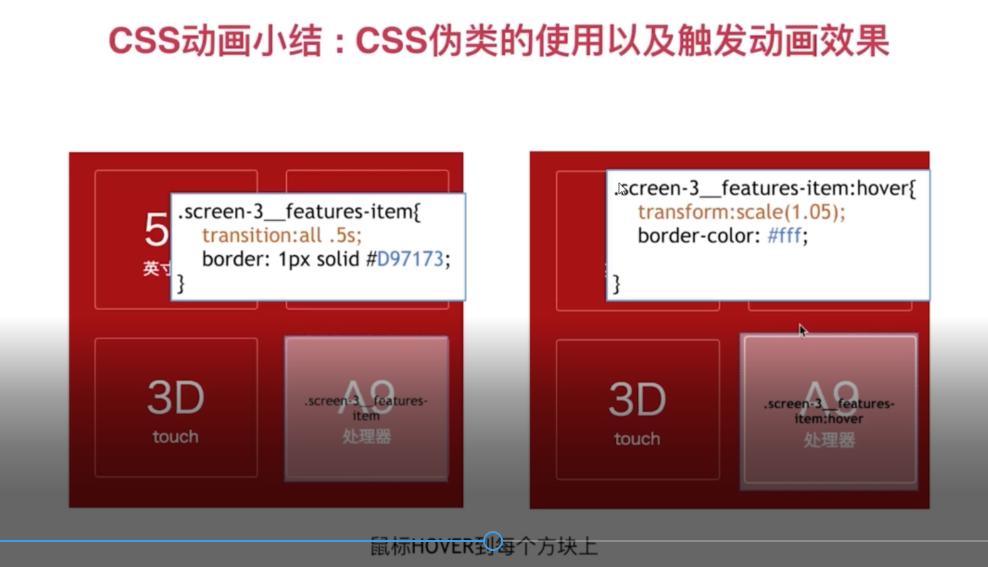 CSS动画小结：CSS伪类的使用以及触发动画效果
5
英寸
.screen-3__features-item{
transition:all .5s;
border: 1px solid #D97173;
}
3D
touch
A9
.screen-3__features-
item
处理器
.screen-3__features-item:hover{
transform:scale(1.05);
border-color: #fff;
}
3D
touch
A9
.screen-3__features-
item:hover
处理器
鼠标HOVER到每个方块上